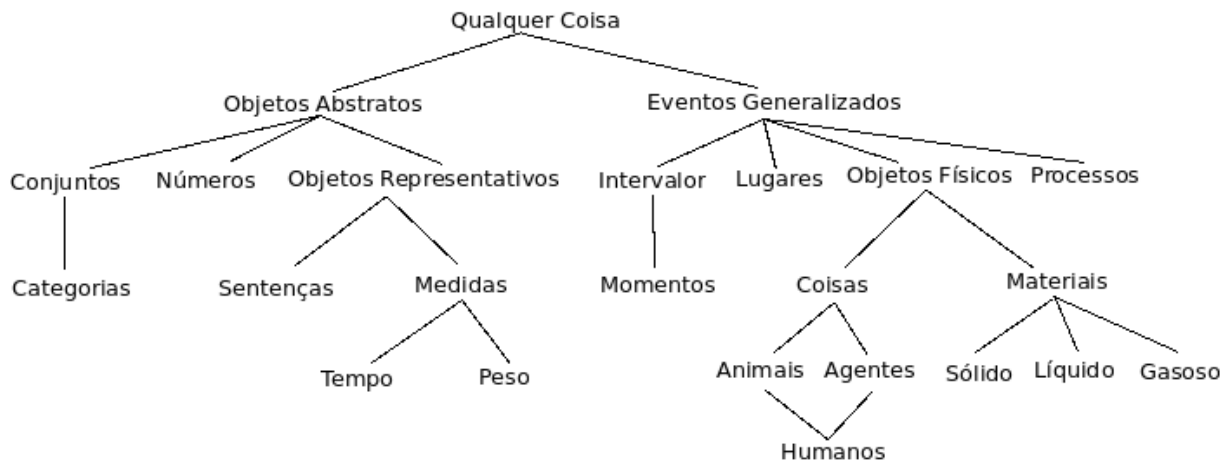 Qualquer Coisa
Objetos Abstratos
Eventos Generalizados
Conjuntos
Números
Objetos Representativos
Intervalor
Lugares
Objetos Físicos
Processos
Categorias
Sentenças
Medidas
Momentos
Coisas
Materiais
Tempo
Peso
Animais
Agentes
Sólido
Líquido
Gasoso
Humanos